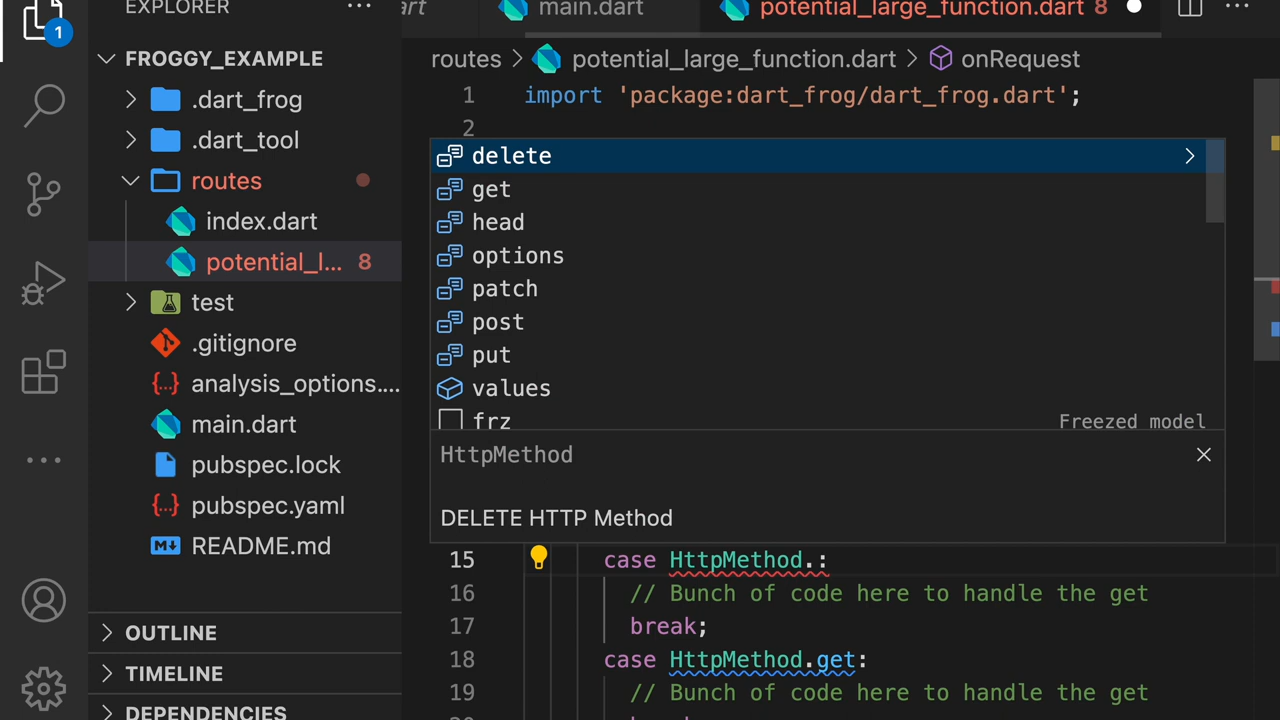 EXPLORER
1
FROGGY_EXAMPLE
.dart_frog
.dart_tool
routes
index.dart
potential_l... 8
test
.gitignore
analysis_options....
main.dart
pubspec.lock
pubspec.yaml
README.md
OUTLINE
TIMELINE
DEPENDENCIES
main.dart
potential_large_function.dart 8
routes > potential_large_function.dart > onRequest
1 import 'package:dart_frog/dart_frog.dart';
2
delete
get
head
options
patch
post
put
values
frz Freezed model
HttpMethod
DELETE HTTP Method
15 case HttpMethod.:
16 // Bunch of code here to handle the get
17 break;
18 case HttpMethod.get:
19 // Bunch of code here to handle the get